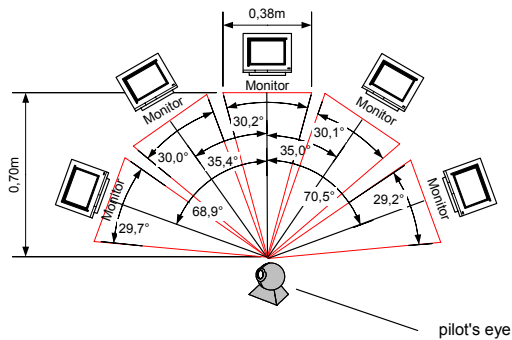 0,38m
Monitor
Monitor
Monitor
30,2°
30,1°
30,0°
35,4°
35,0°
0,70m
Monitor
Monitor
68,9°
70,5°
29,2°
29,7°
pilot's eye